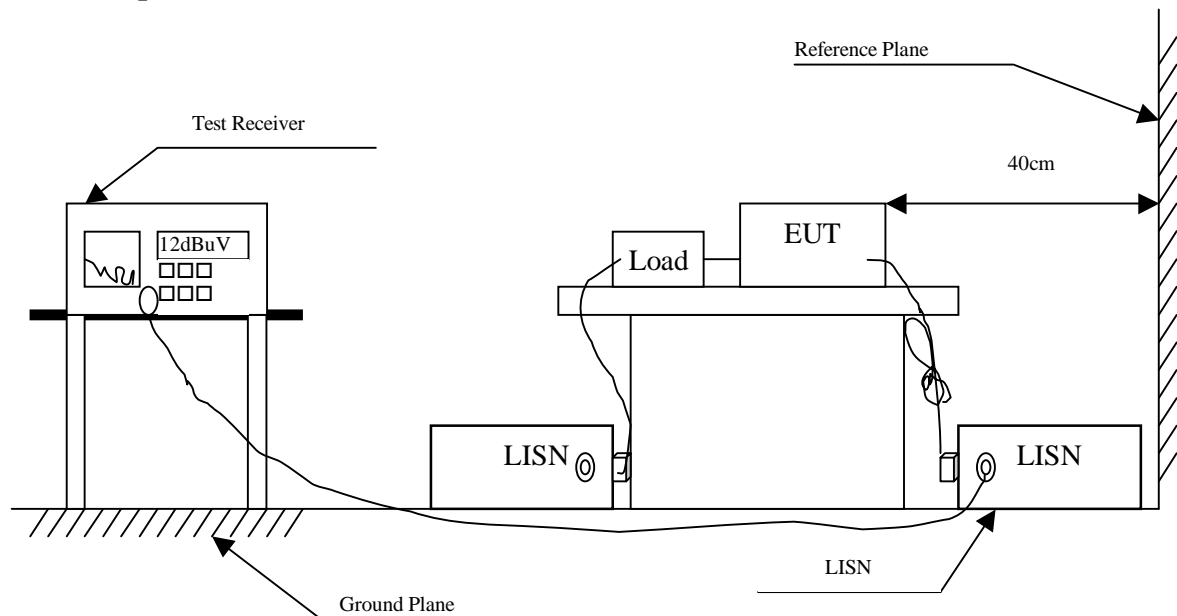 Reference Plane
Test Receiver
40cm
EUT
12dBuV
Load
LISN
LISN
LISN
Ground Plane